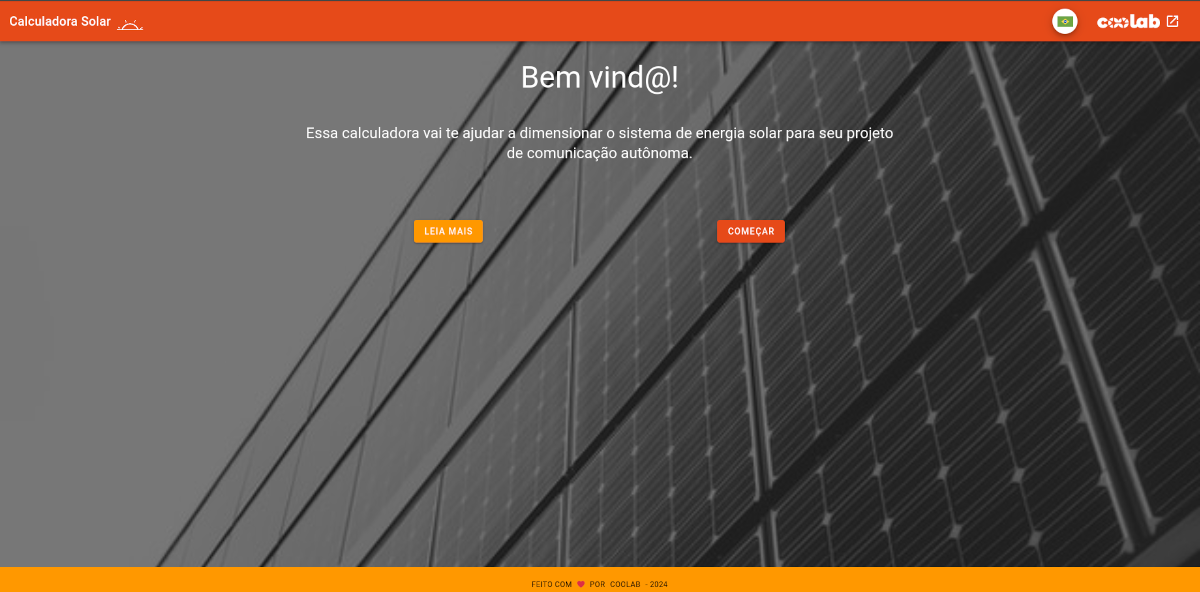 Calculadora Solar
coolab
Bem vind@!
Essa calculadora vai te ajudar a dimensionar o sistema de energia solar para seu projeto
de comunicação autônoma.
LEIA MAIS
COMEÇAR
FEITO COM ❤ POR COOLAB - 2024